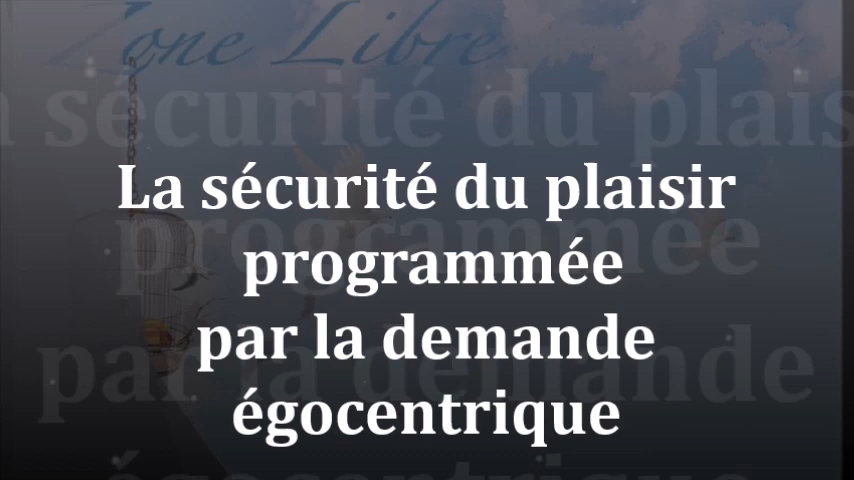 Zone Libre
La sécurité du plaisir
programmée
par la demande
égocentrique